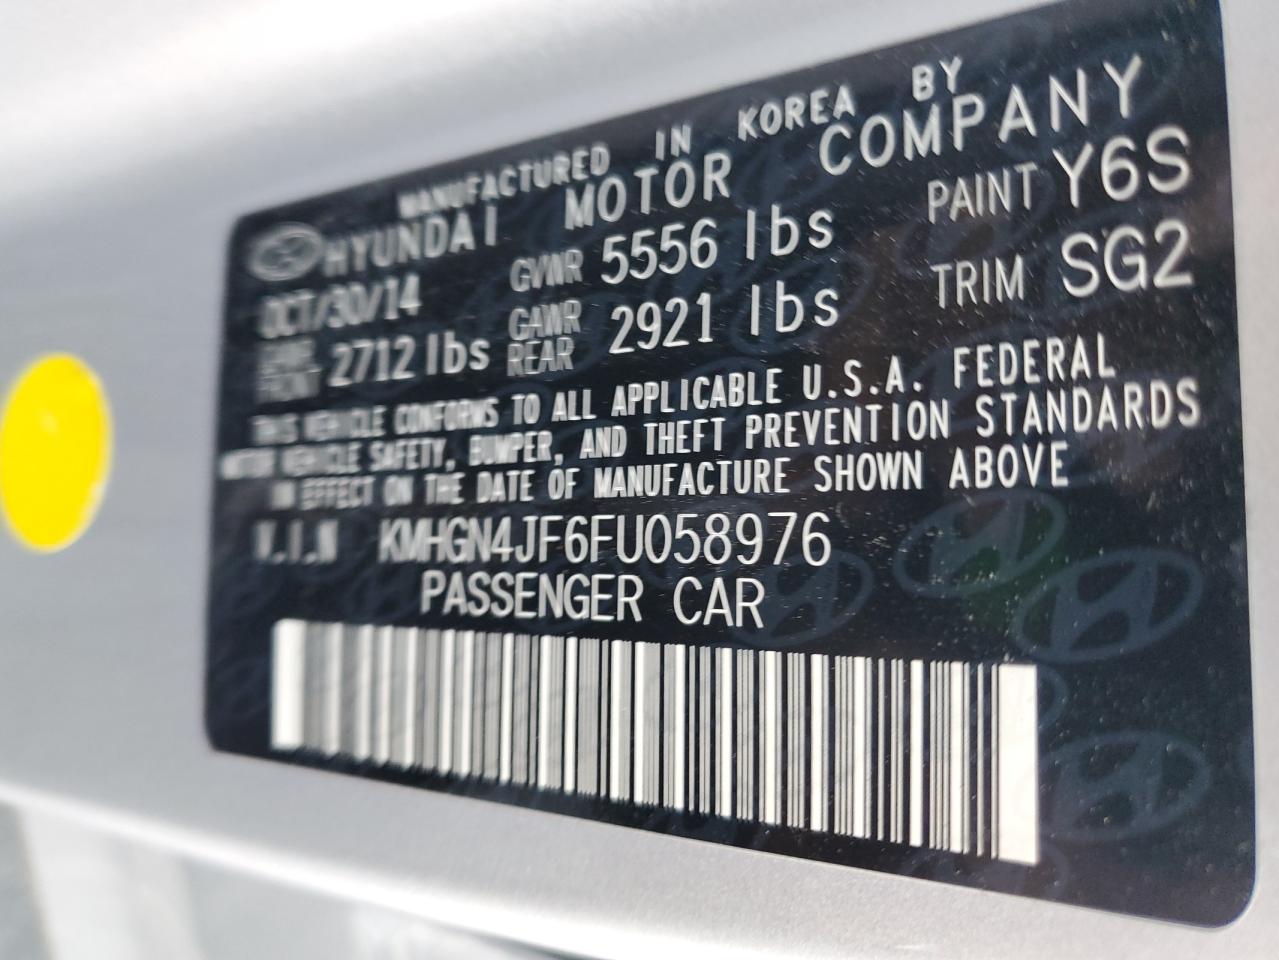 MANUFACTURED IN KOREA BY
HYUNDAI MOTOR COMPANY
OCT/30/14 GVWR 5556 lbs PAINT Y6S
GAWR FRONT 2712 lbs GAWR REAR 2921 lbs TRIM SG2
THIS VEHICLE CONFORMS TO ALL APPLICABLE U.S.A. FEDERAL
MOTOR VEHICLE SAFETY, BUMPER, AND THEFT PREVENTION STANDARDS
IN EFFECT ON THE DATE OF MANUFACTURE SHOWN ABOVE
V.I.N KMHGN4JF6FU058976
PASSENGER CAR